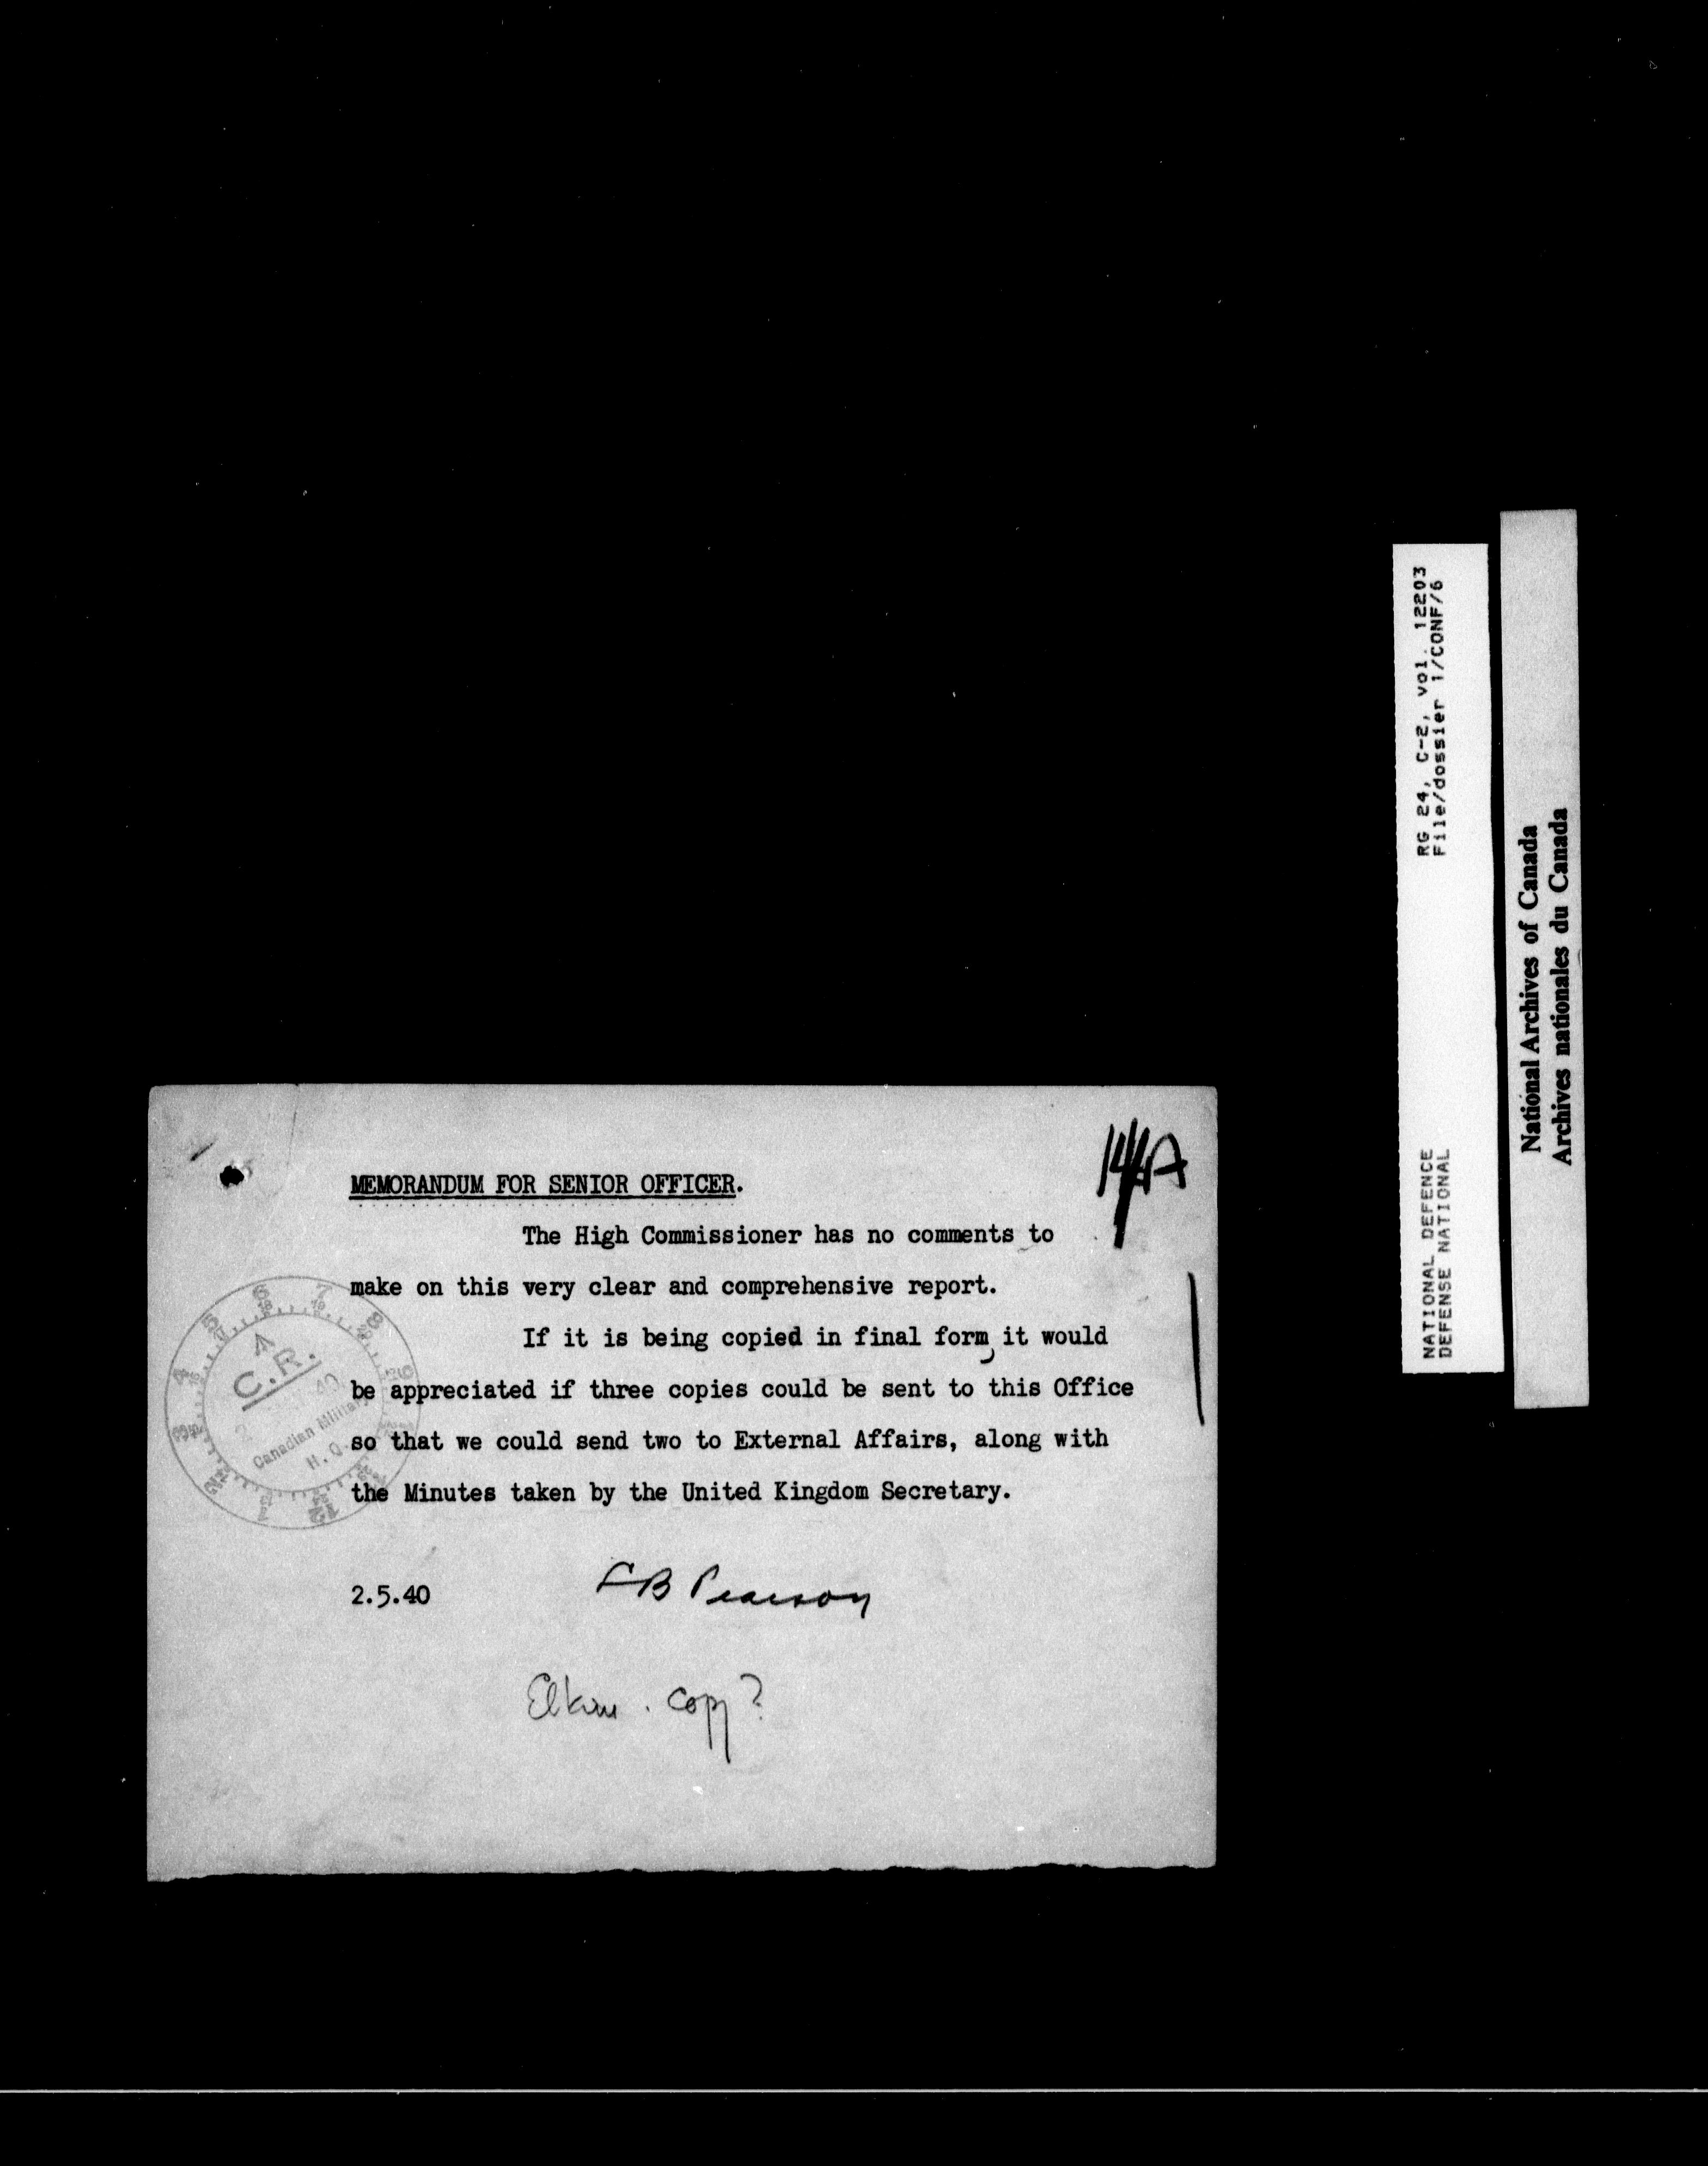 144A
MEMORANDUM FOR SENIOR OFFICER.
The High Commissioner has no comments to
make on this very clear and comprehensive report.
If it is being copied in final form, it would
be appreciated if three copies could be sent to this Office
so that we could send two to External Affairs, along with
the Minutes taken by the United Kingdom Secretary.
2.5.40 LB Pearson
copy?
C.R.
Canadian Military
H.Q.
RG 24, C-2, vol. 12203
File/dossier 1/CONF/6
NATIONAL DEFENCE
DEFENSE NATIONAL
National Archives of Canada
Archives nationales du Canada